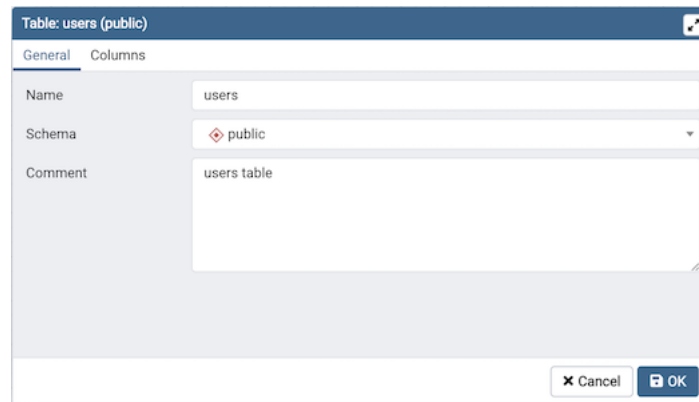 Table: users (public)
General Columns
Name users
Schema public
Comment users table
Cancel OK